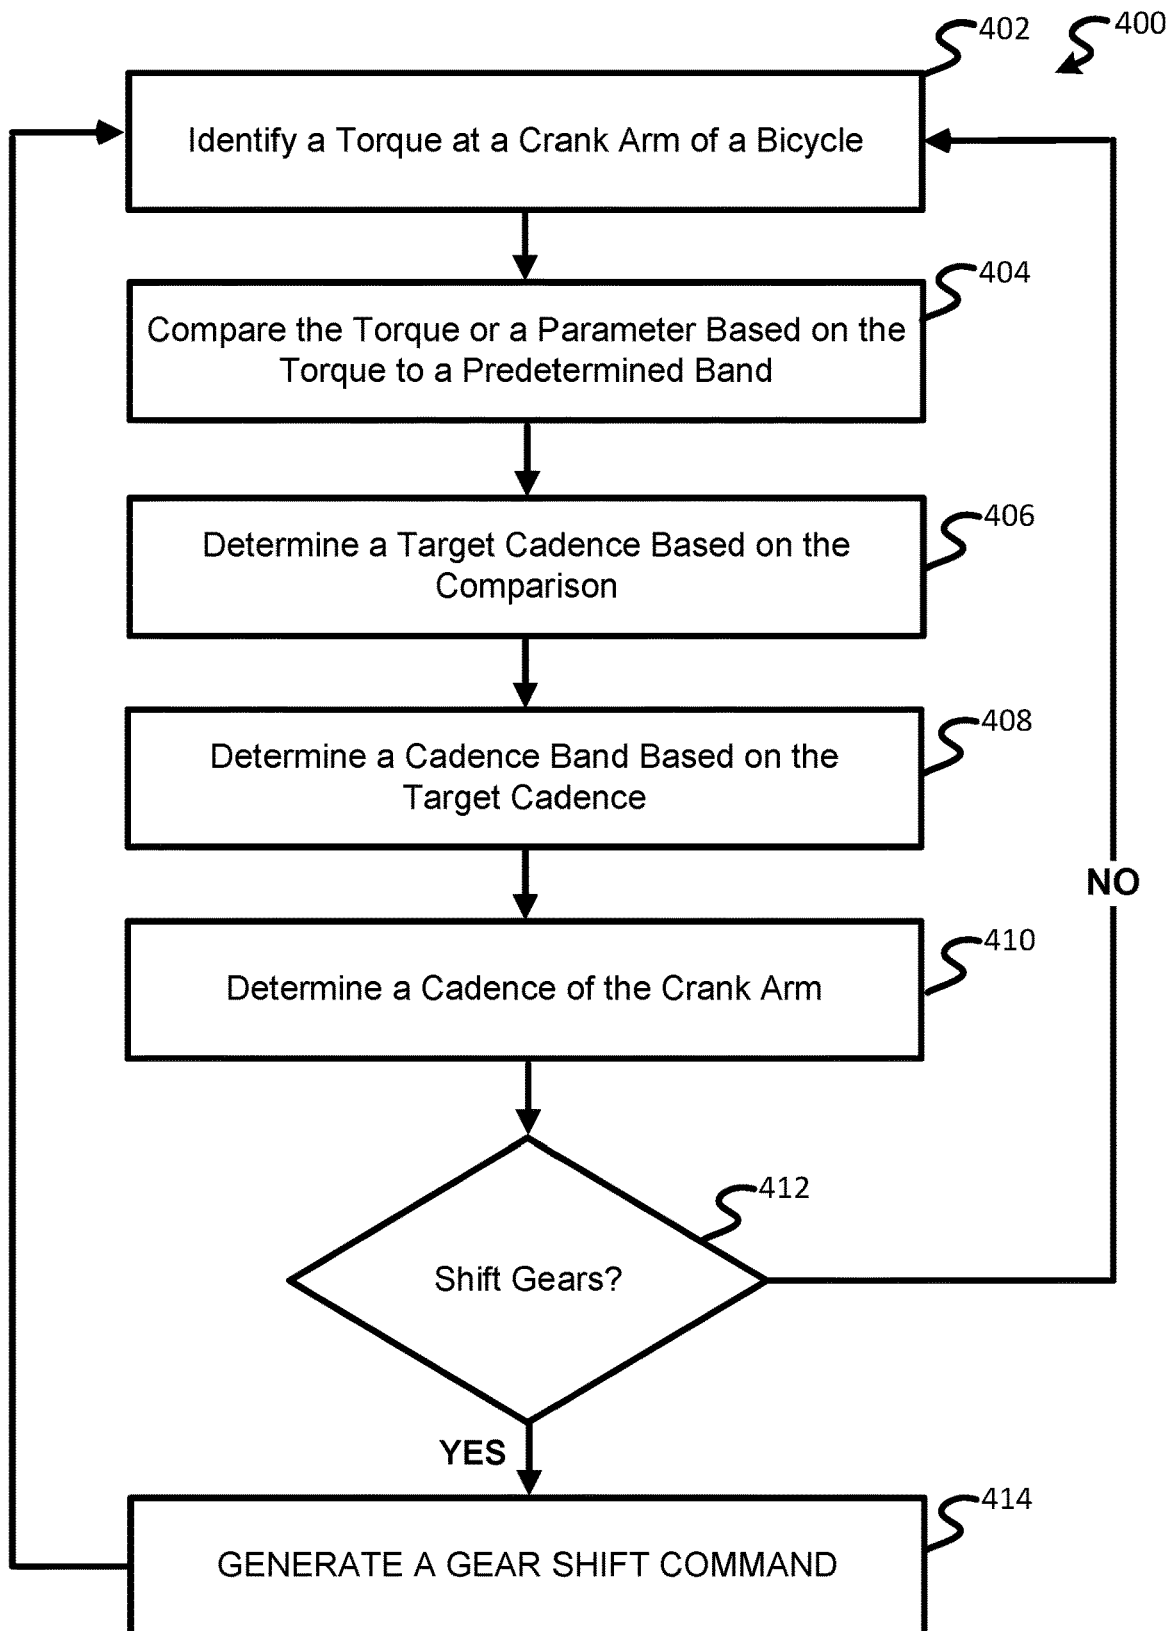 402
400
Identify a Torque at a Crank Arm of a Bicycle
404
Compare the Torque or a Parameter Based on the
Torque to a Predetermined Band
406
Determine a Target Cadence Based on the
Comparison
408
Determine a Cadence Band Based on the
Target Cadence
NO
410
Determine a Cadence of the Crank Arm
412
Shift Gears?
YES
414
GENERATE A GEAR SHIFT COMMAND